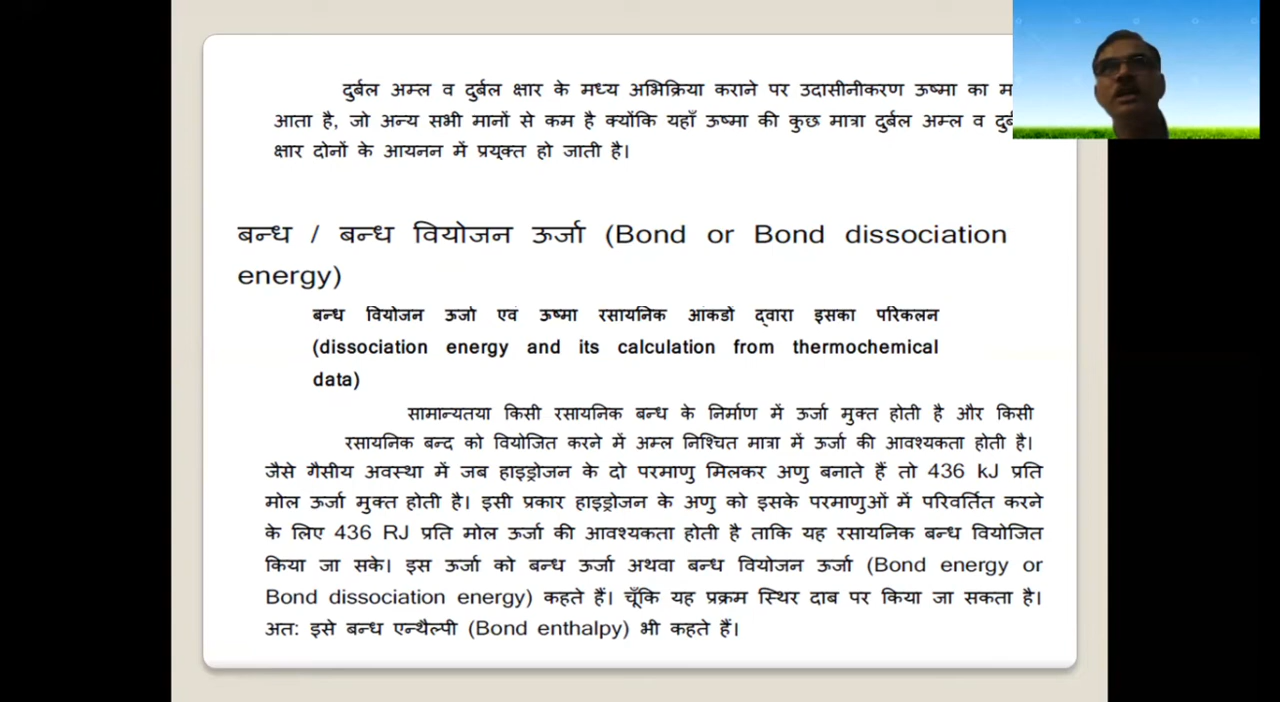 दुर्बल अम्ल व दुर्बल क्षार के मध्य अभिक्रिया कराने पर उदासीनीकरण ऊष्मा का
आता है, जो अन्य सभी मानों से कम है क्योंकि यहाँ ऊष्मा की कुछ मात्रा दुर्बल अम्ल व
क्षार दोनों के आयनन में प्रयुक्त हो जाती है।
बन्ध / बन्ध वियोजन ऊर्जा (Bond or Bond dissociation
energy)
बन्ध वियोजन ऊर्जा एवं ऊष्मा रसायनिक आंकडों द्वारा इसका परिकलन
(dissociation energy and its calculation from thermochemical
data)
सामान्यतया किसी रसायनिक बन्ध के निर्माण में ऊर्जा मुक्त होती है और किसी
रसायनिक बन्द को वियोजित करने में अम्ल निश्चित मात्रा में ऊर्जा की आवश्यकता होती है।
जैसे गैसीय अवस्था में जब हाइड्रोजन के दो परमाणु मिलकर अणु बनाते हैं तो 436 kJ प्रति
मोल ऊर्जा मुक्त होती है। इसी प्रकार हाइड्रोजन के अणु को इसके परमाणुओं में परिवर्तित करने
के लिए 436 RJ प्रति मोल ऊर्जा की आवश्यकता होती है ताकि यह रसायनिक बन्ध वियोजित
किया जा सके। इस ऊर्जा को बन्ध ऊर्जा अथवा बन्ध वियोजन ऊर्जा (Bond energy or
Bond dissociation energy) कहते हैं। चूँकि यह प्रक्रम स्थिर दाब पर किया जा सकता है।
अत: इसे बन्ध एन्थैल्पी (Bond enthalpy) भी कहते हैं।